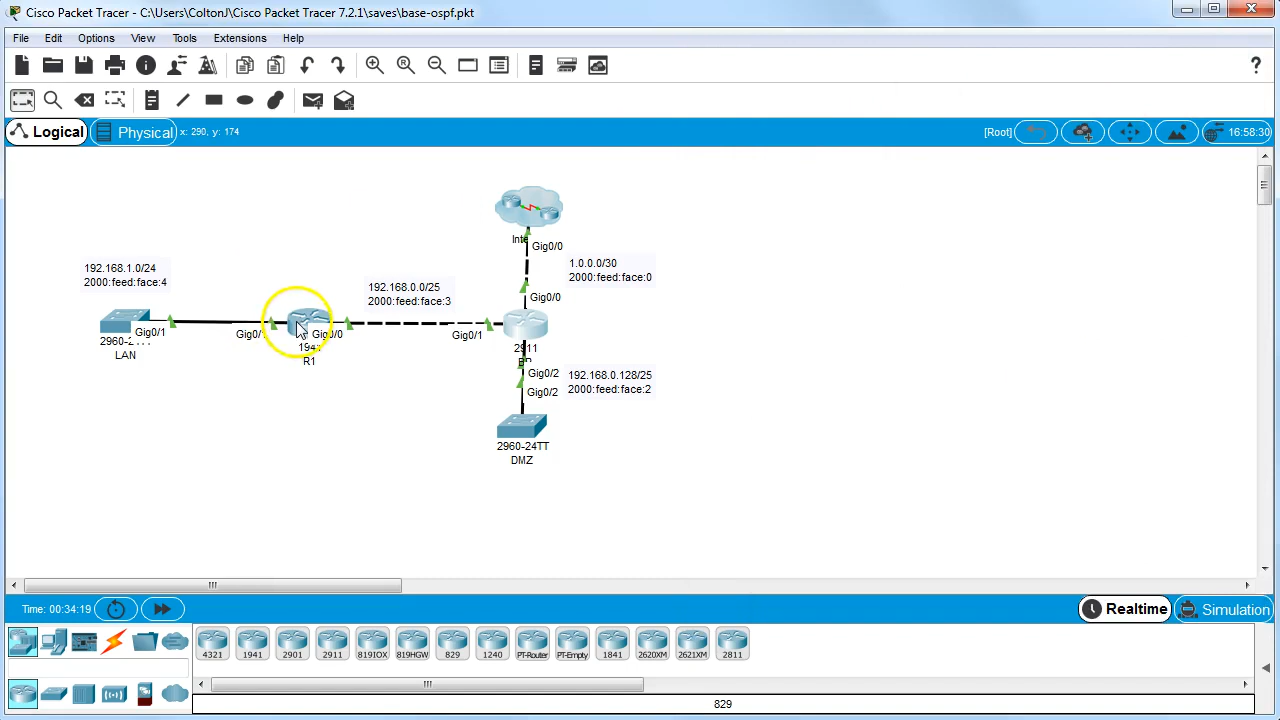 Cisco Packet Tracer - C:\Users\ColtonJ\Cisco Packet Tracer 7.2.1\saves\base-ospf.pkt
File Edit Options View Tools Extensions Help
Logical Physical x: 290, y: 174 [Root] 16:58:30
Gig0/0
1.0.0.0/30
2000:feed:face:0
Gig0/0
192.168.1.0/24
2000:feed:face:4
192.168.0.0/25
2000:feed:face:3
Gig0/1
LAN
Gig0/0
R1
Gig0/1
2911
Gig0/2
192.168.0.128/25
2000:feed:face:2
Gig0/2
2960-24TT
DMZ
Time: 00:34:19 Realtime Simulation
4321 1941 2901 2911 819IOX 819HGW 829 1240 PT-Router PT-Empty 1841 2620XM 2621XM 2811
829